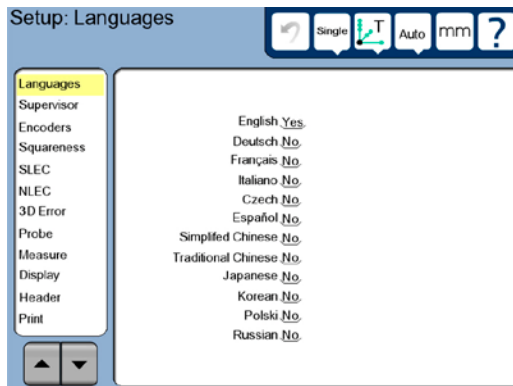 Setup: Languages
Single
T
Auto
mm
?
Languages
Supervisor
Encoders
Squareness
SLEC
NLEC
3D Error
Probe
Measure
Display
Header
Print
English Yes
Deutsch No
Français No
Italiano No
Czech No
Español No
Simplifed Chinese No
Traditional Chinese No
Japanese No
Korean No
Polski No
Russian No